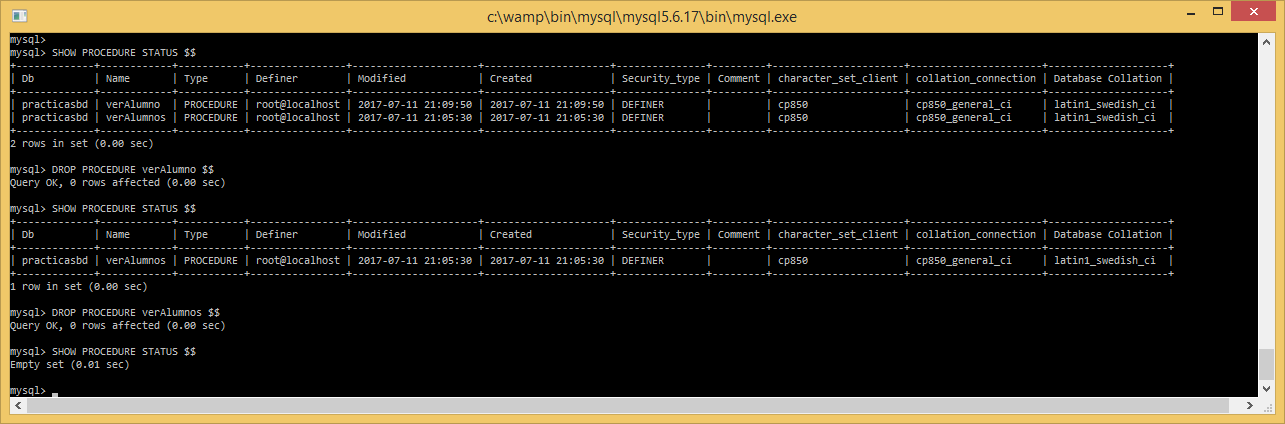 c:\wamp\bin\mysql\mysql5.6.17\bin\mysql.exe
mysql>
mysql> SHOW PROCEDURE STATUS $$
+-------------+------------+-----------+----------------+---------------------+---------------------+---------------+---------+----------------------+----------------------+--------------------+
| Db          | Name       | Type      | Definer        | Modified            | Created             | Security_type | Comment | character_set_client | collation_connection | Database Collation |
+-------------+------------+-----------+----------------+---------------------+---------------------+---------------+---------+----------------------+----------------------+--------------------+
| practicasbd | verAlumno  | PROCEDURE | root@localhost | 2017-07-11 21:09:50 | 2017-07-11 21:09:50 | DEFINER       |         | cp850                | cp850_general_ci     | latin1_swedish_ci  |
| practicasbd | verAlumnos | PROCEDURE | root@localhost | 2017-07-11 21:05:30 | 2017-07-11 21:05:30 | DEFINER       |         | cp850                | cp850_general_ci     | latin1_swedish_ci  |
+-------------+------------+-----------+----------------+---------------------+---------------------+---------------+---------+----------------------+----------------------+--------------------+
2 rows in set (0.00 sec)
mysql> DROP PROCEDURE verAlumno $$
Query OK, 0 rows affected (0.00 sec)
mysql> SHOW PROCEDURE STATUS $$
+-------------+------------+-----------+----------------+---------------------+---------------------+---------------+---------+----------------------+----------------------+--------------------+
| Db          | Name       | Type      | Definer        | Modified            | Created             | Security_type | Comment | character_set_client | collation_connection | Database Collation |
+-------------+------------+-----------+----------------+---------------------+---------------------+---------------+---------+----------------------+----------------------+--------------------+
| practicasbd | verAlumnos | PROCEDURE | root@localhost | 2017-07-11 21:05:30 | 2017-07-11 21:05:30 | DEFINER       |         | cp850                | cp850_general_ci     | latin1_swedish_ci  |
+-------------+------------+-----------+----------------+---------------------+---------------------+---------------+---------+----------------------+----------------------+--------------------+
1 row in set (0.00 sec)
mysql> DROP PROCEDURE verAlumnos $$
Query OK, 0 rows affected (0.00 sec)
mysql> SHOW PROCEDURE STATUS $$
Empty set (0.01 sec)
mysql> _